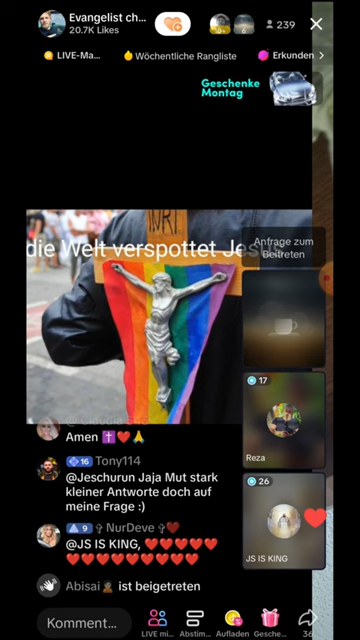 Evangelist ch...
20.7K Likes
239
LIVE-Ma...
Wöchentliche Rangliste
Erkunden
Geschenke
Montag
die Welt verspottet Je
Anfrage zum
Beitreten
17
Reza
26
JS IS KING
Amen ✝️❤️🙏
16 Tony114
@Jeschurun Jaja Mut stark
kleiner Antworte doch auf
meine Frage :)
9 ✞ NurDeve ✞❤️
@JS IS KING, ❤️❤️❤️❤️❤️
❤️❤️❤️❤️❤️❤️❤️❤️❤️❤️
Abisai ist beigetreten
Komment...
LIVE mi...
Abstim...
Aufladen
Gesche...
36